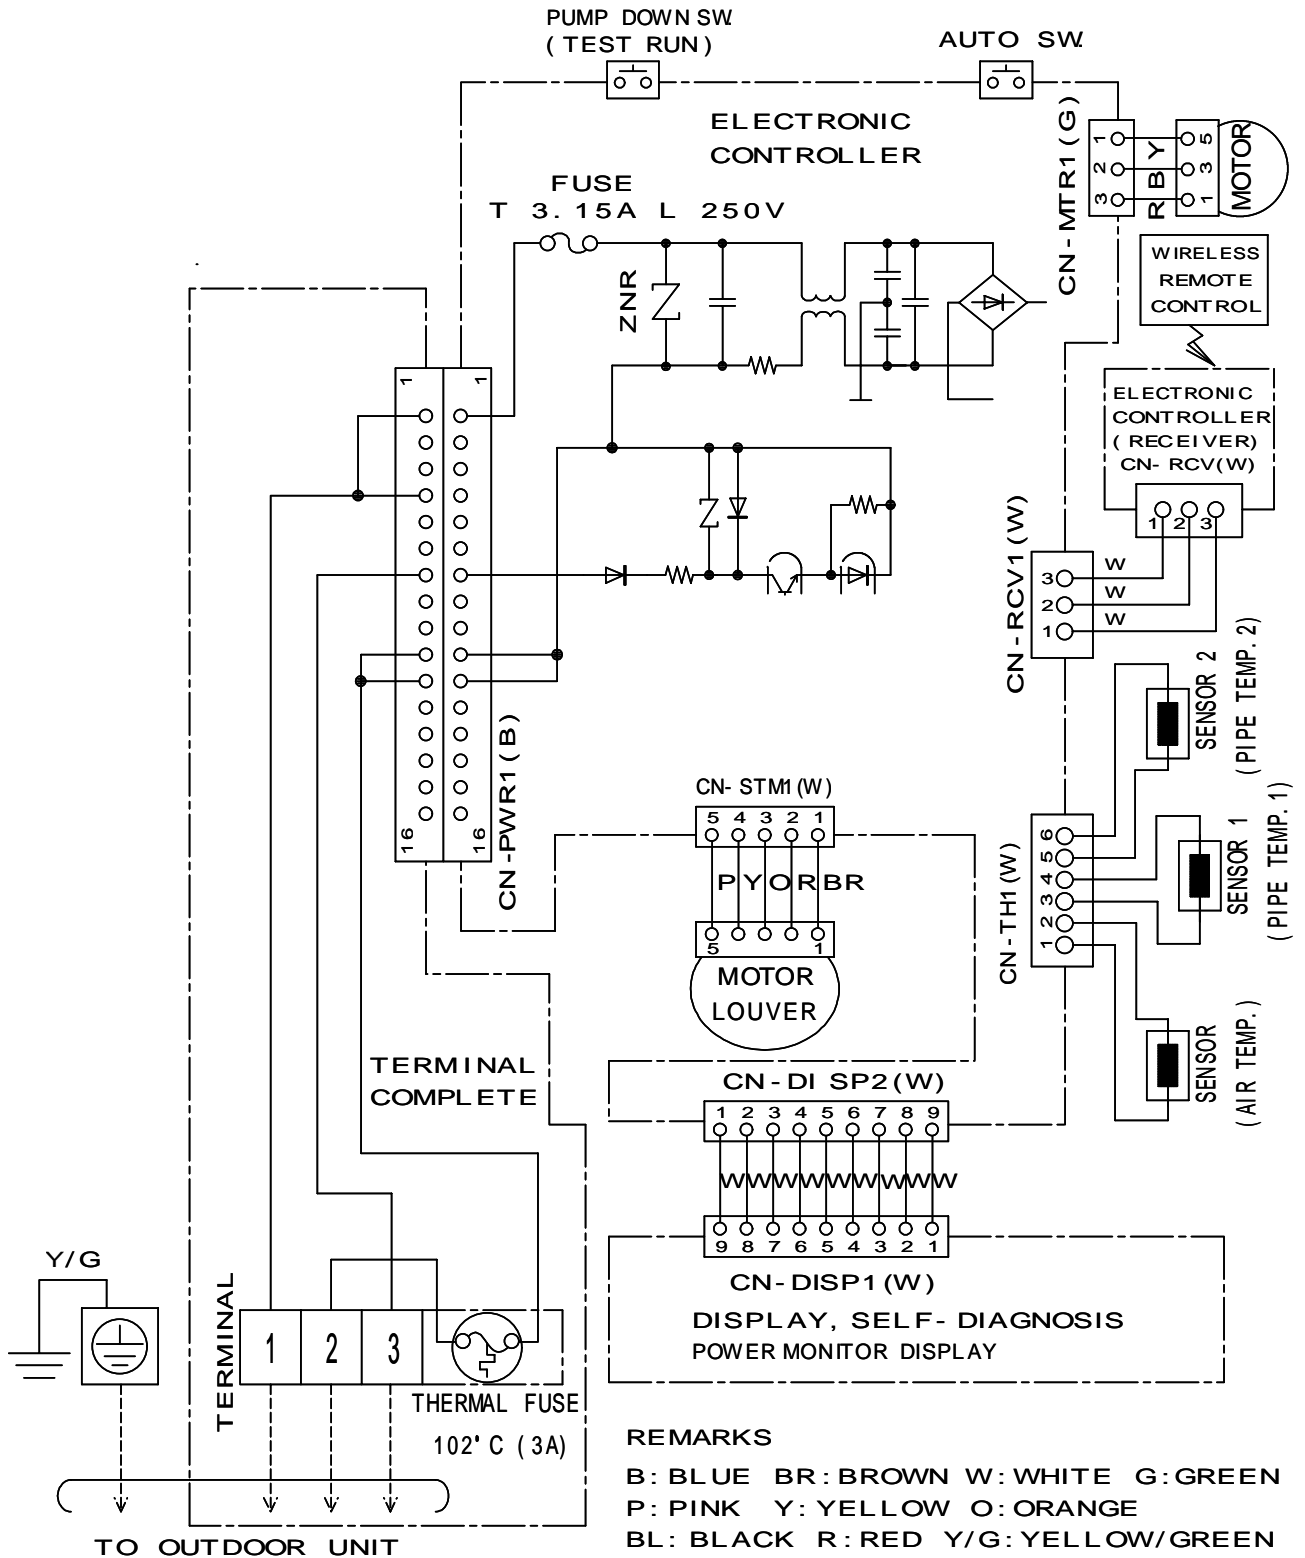 PUMP DOWN SW.
(TEST RUN)
AUTO SW.
ELECTRONIC
CONTROLLER
CN-MTR1(G)
1 2 3
Y B R
5 3 1
MOTOR
FUSE
T 3.15A L 250V
ZNR
WIRELESS
REMOTE
CONTROL
ELECTRONIC
CONTROLLER
(RECEIVER)
CN-RCV(W)
1 2 3
1 1
16 16
CN-PWR1(B)
CN-RCV1(W)
3 W
2 W
1 W
SENSOR 2
(PIPE TEMP. 2)
SENSOR 1
(PIPE TEMP. 1)
SENSOR
(AIR TEMP.)
CN-TH1(W)
6
5
4
3
2
1
CN-STM1(W)
5 4 3 2 1
P Y O R BR
5 1
MOTOR
LOUVER
TERMINAL
COMPLETE
CN-DISP2(W)
1 2 3 4 5 6 7 8 9
W W W W W W W W W
9 8 7 6 5 4 3 2 1
CN-DISP1(W)
DISPLAY, SELF-DIAGNOSIS
POWER MONITOR DISPLAY
Y/G
TERMINAL
1 2 3
THERMAL FUSE
102°C (3A)
TO OUTDOOR UNIT
REMARKS
B:BLUE BR:BROWN W:WHITE G:GREEN
P:PINK Y:YELLOW O:ORANGE
BL:BLACK R:RED Y/G:YELLOW/GREEN